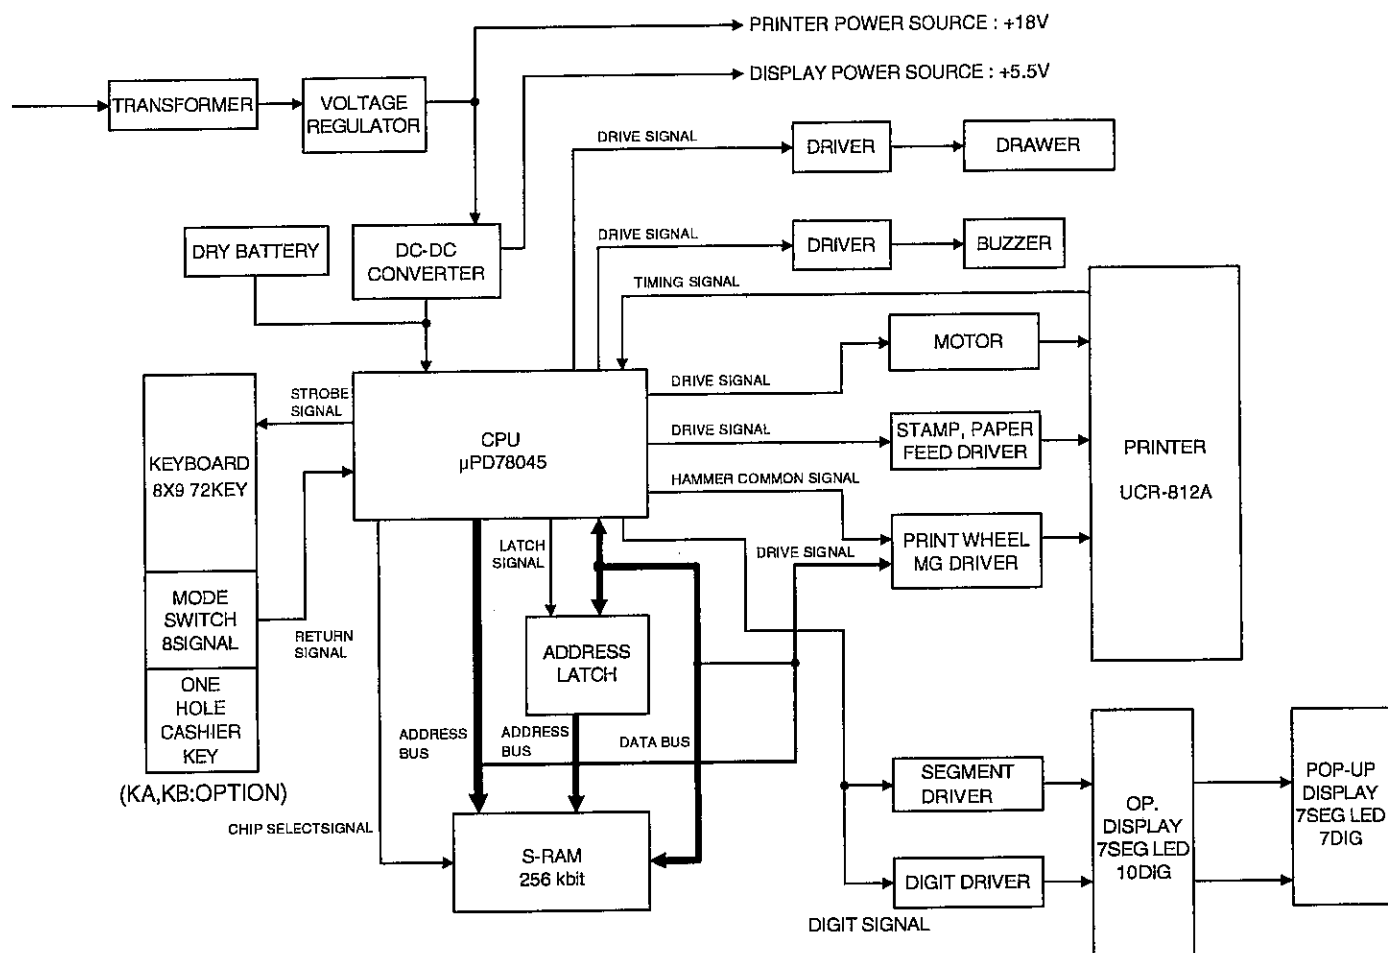 PRINTER POWER SOURCE : +18V
DISPLAY POWER SOURCE : +5.5V
TRANSFORMER
VOLTAGE
REGULATOR
DRIVE SIGNAL
DRIVER
DRAWER
DRY BATTERY
DC-DC
CONVERTER
DRIVE SIGNAL
DRIVER
BUZZER
TIMING SIGNAL
MOTOR
DRIVE SIGNAL
STROBE
SIGNAL
CPU
µPD78045
DRIVE SIGNAL
STAMP, PAPER
FEED DRIVER
PRINTER
UCR-812A
KEYBOARD
8X9 72KEY
HAMMER COMMON SIGNAL
LATCH
SIGNAL
DRIVE SIGNAL
PRINT WHEEL
MG DRIVER
MODE
SWITCH
8SIGNAL
RETURN
SIGNAL
ADDRESS
LATCH
ONE
HOLE
CASHIER
KEY
(KA,KB:OPTION)
ADDRESS
BUS
ADDRESS
BUS
DATA BUS
SEGMENT
DRIVER
OP.
DISPLAY
7SEG LED
10DIG
POP-UP
DISPLAY
7SEG LED
7DIG
CHIP SELECTSIGNAL
S-RAM
256 kbit
DIGIT DRIVER
DIGIT SIGNAL